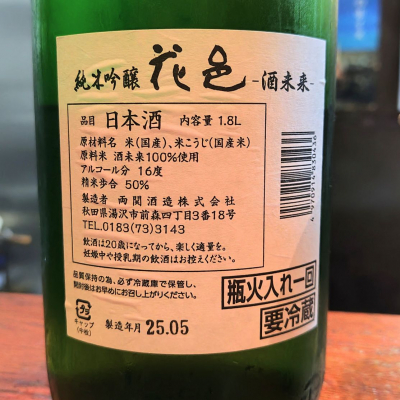 純米吟醸 花邑 -酒未来-
品目 日本酒 内容量 1.8L
原材料名 米(国産)、米こうじ(国産米)
原料米 酒未来100%使用
アルコール分 16度
精米歩合 50%
製造者 両関酒造株式会社
秋田県湯沢市前森四丁目3番18号
TEL.0183(73)3143
飲酒は20歳になってから、楽しく適量を。
妊娠中や授乳期の飲酒はお控えください。
4970914830436
品質保持の為、必ず冷蔵庫で保管し、
開封後はお早めにお召し上がりください。
瓶火入れ一回
要冷蔵
プラ
キャップ
(中栓)
製造年月 25.05